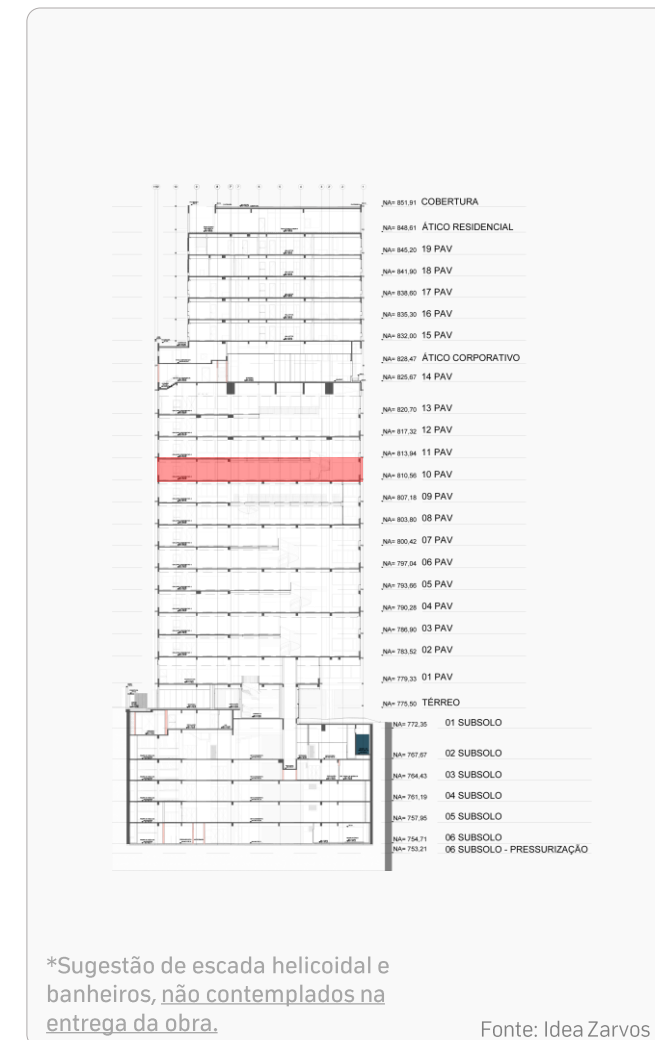 NA= 851,91 COBERTURA
NA= 848,61 ÁTICO RESIDENCIAL
NA= 845,20 19 PAV
NA= 841,90 18 PAV
NA= 838,60 17 PAV
NA= 835,30 16 PAV
NA= 832,00 15 PAV
NA= 828,47 ÁTICO CORPORATIVO
NA= 825,67 14 PAV
NA= 820,70 13 PAV
NA= 817,32 12 PAV
NA= 813,94 11 PAV
NA= 810,56 10 PAV
NA= 807,18 09 PAV
NA= 803,80 08 PAV
NA= 800,42 07 PAV
NA= 797,04 06 PAV
NA= 793,66 05 PAV
NA= 790,28 04 PAV
NA= 786,90 03 PAV
NA= 783,52 02 PAV
NA= 779,33 01 PAV
NA= 775,50 TÉRREO
NA= 772,35 01 SUBSOLO
NA= 767,67 02 SUBSOLO
NA= 764,43 03 SUBSOLO
NA= 761,19 04 SUBSOLO
NA= 757,95 05 SUBSOLO
NA= 754,71 06 SUBSOLO
NA= 753,21 06 SUBSOLO - PRESSURIZAÇÃO
*Sugestão de escada helicoidal e
banheiros, não contemplados na
entrega da obra.
Fonte: Idea Zarvos